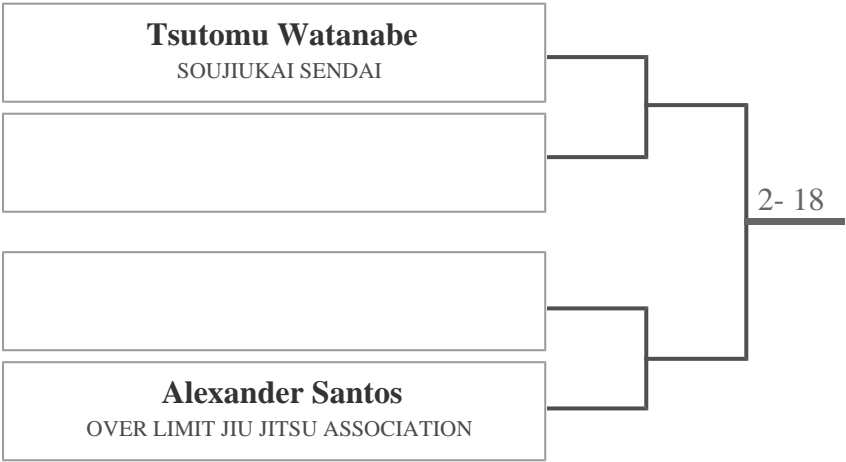 Tsutomu Watanabe
SOUJIUKAI SENDAI
2- 18
Alexander Santos
OVER LIMIT JIU JITSU ASSOCIATION